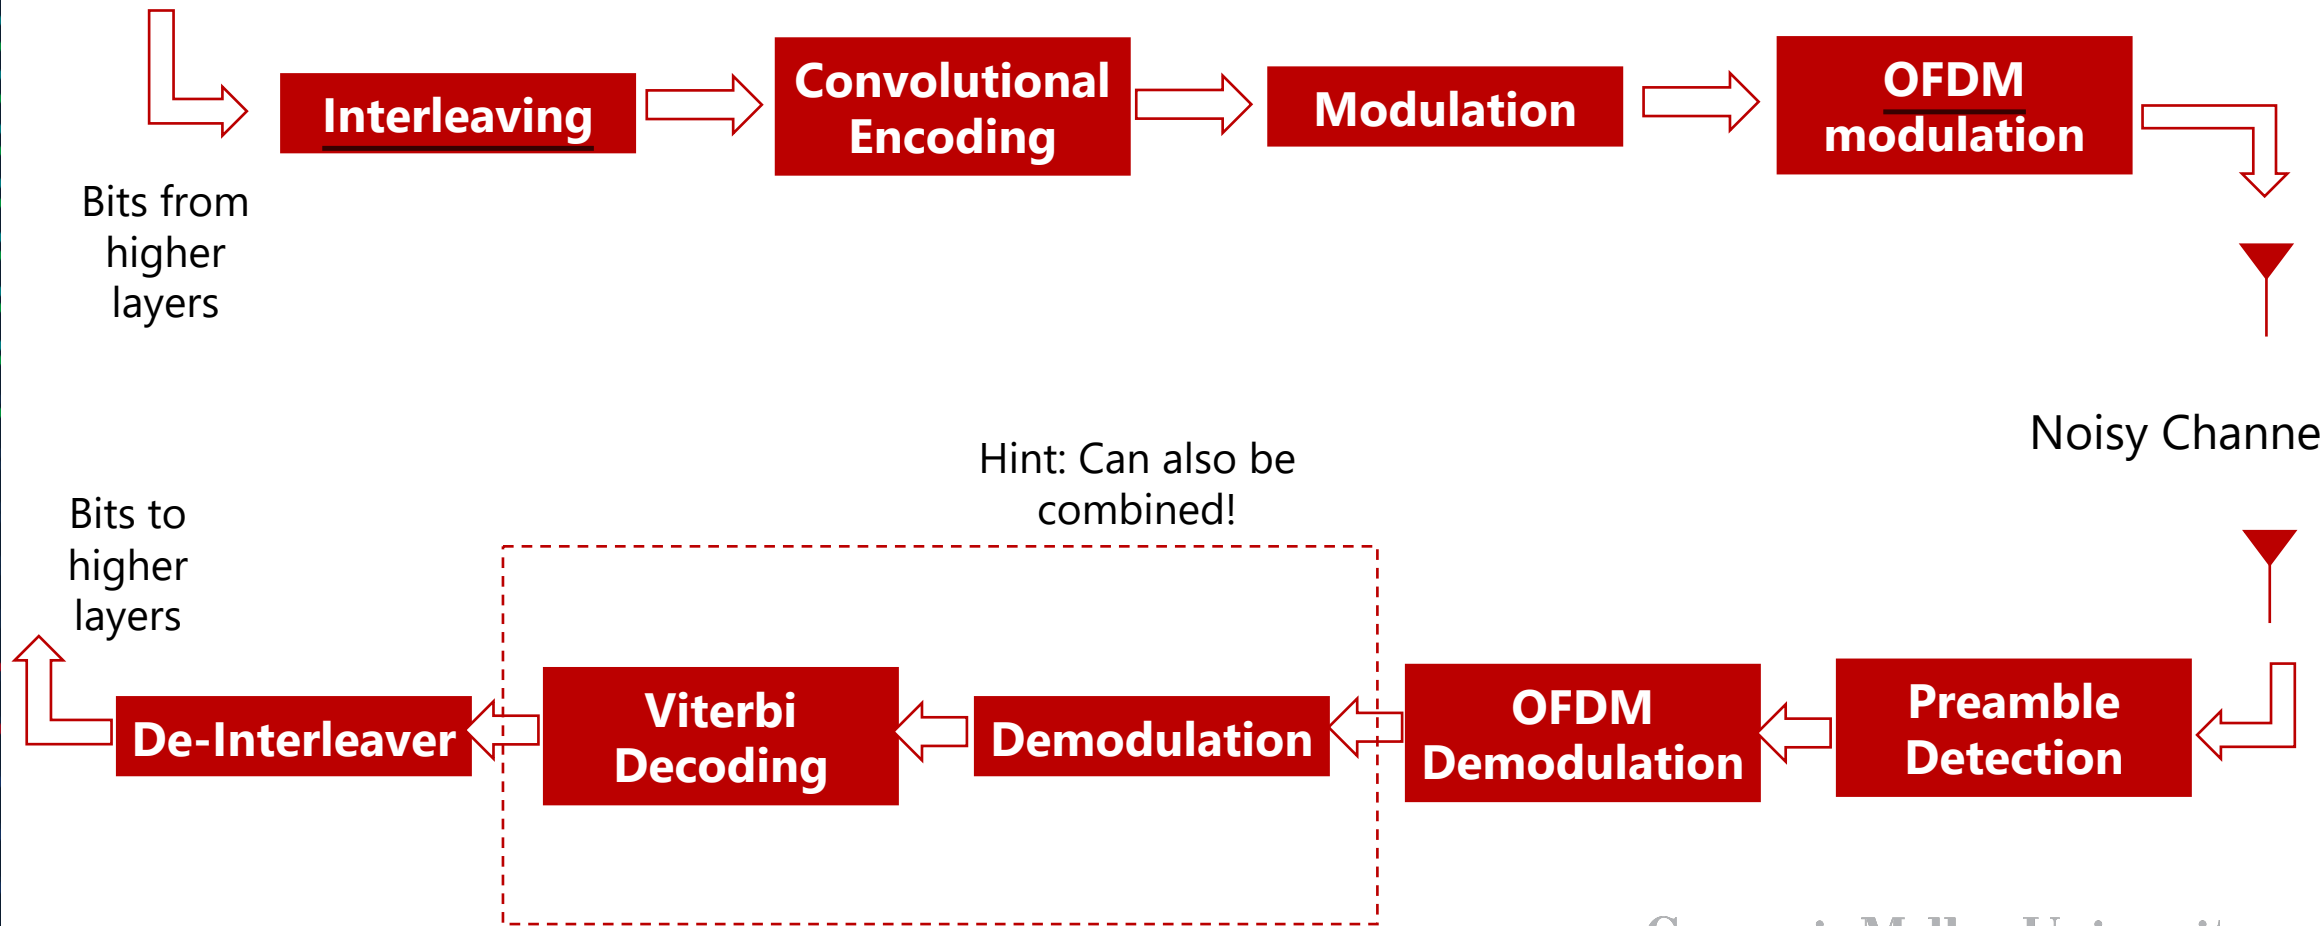 Interleaving
Convolutional
Encoding
Modulation
OFDM
modulation
Bits from
higher
layers
Noisy Channe
Hint: Can also be
combined!
Bits to
higher
layers
De-Interleaver
Viterbi
Decoding
Demodulation
OFDM
Demodulation
Preamble
Detection